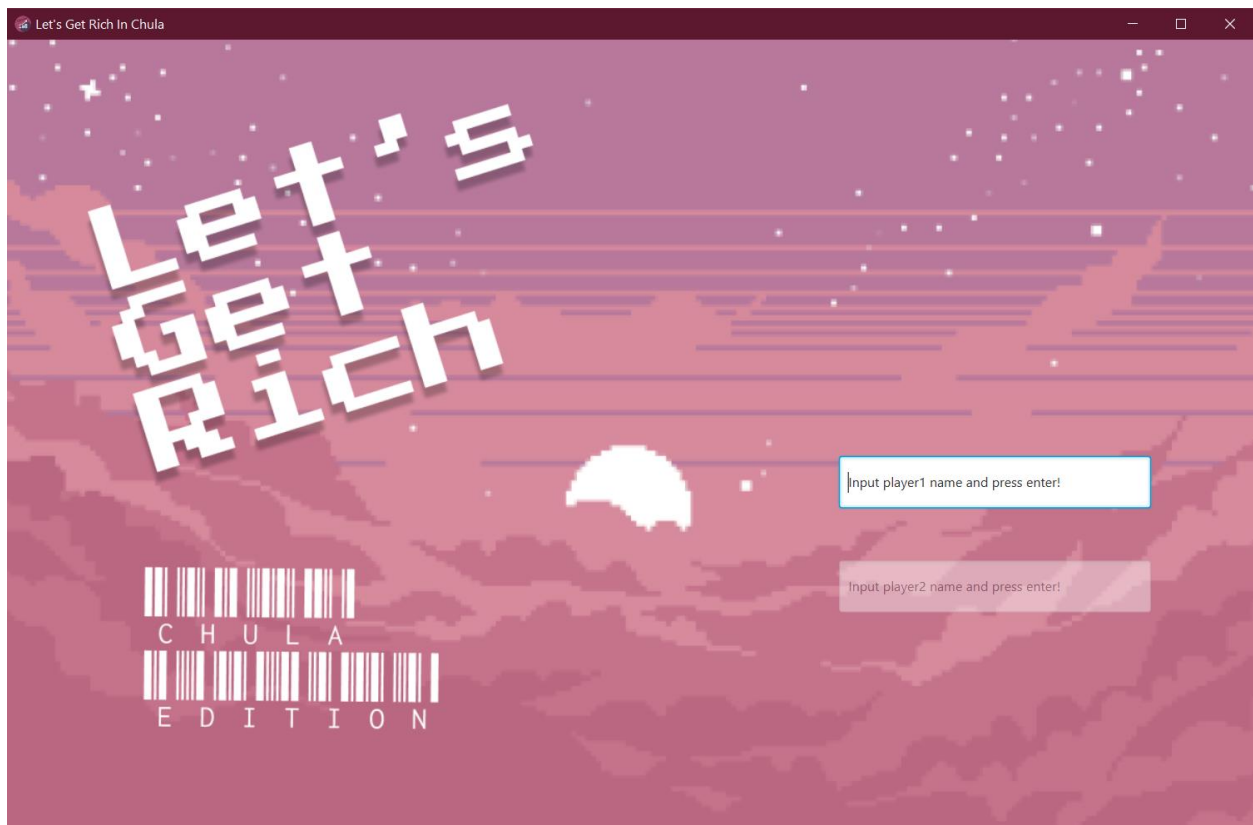 Let's Get Rich In Chula
Let's
Get
Rich
Input player1 name and press enter!
Input player2 name and press enter!
CHULA
EDITION